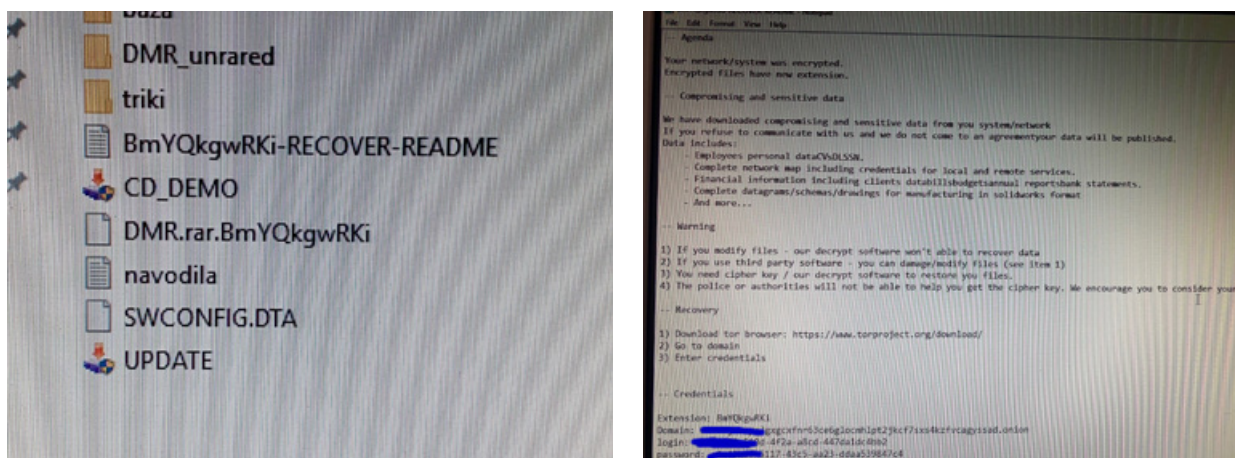 baza
DMR_unrared
triki
BmYQkgwRKi-RECOVER-README
CD_DEMO
DMR.rar.BmYQkgwRKi
navodila
SWCONFIG.DTA
UPDATE
File Edit Format View Help
-- Agenda
Your network/system was encrypted.
Encrypted files have new extension.
-- Compromising and sensitive data
We have downloaded compromising and sensitive data from you system/network
If you refuse to communicate with us and we do not come to an agreementyour data will be published.
Data includes:
- Employees personal dataCVsDLSSN.
- Complete network map including credentials for local and remote services.
- Financial information including clients databillsbudgetsannual reportsbank statements.
- Complete datagrams/schemas/drawings for manufacturing in solidworks format
- And more...
-- Warning
1) If you modify files - our decrypt software won't able to recover data
2) If you use third party software - you can damage/modify files (see item 1)
3) You need cipher key / our decrypt software to restore you files.
4) The police or authorities will not be able to help you get the cipher key. We encourage you to consider your
-- Recovery
1) Download tor browser: https://www.torproject.org/download/
2) Go to domain
3) Enter credentials
-- Credentials
Extension: BmYQkgwRKi
Domain:
login:
password: